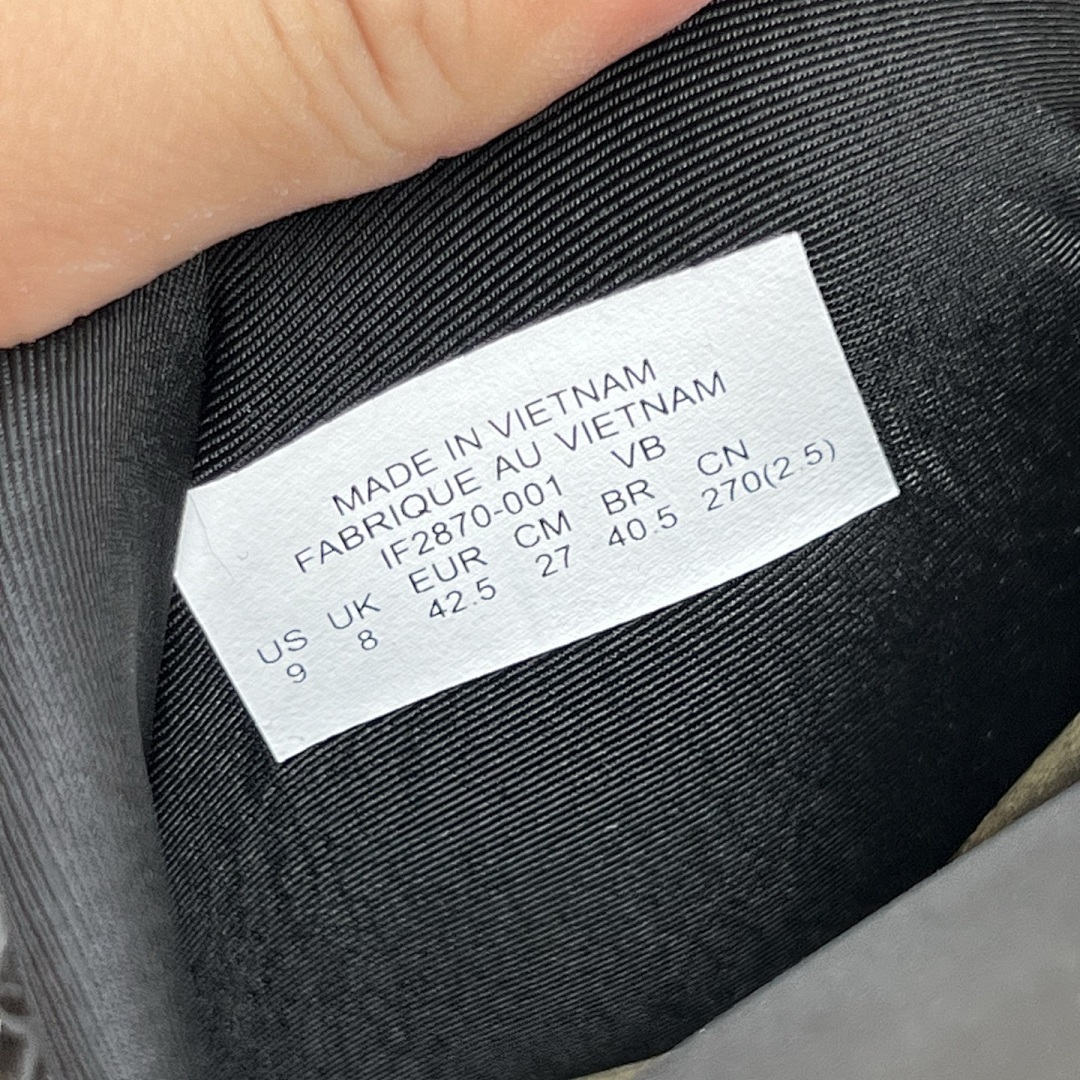 MADE IN VIETNAM
FABRIQUE AU VIETNAM
IF2870-001 VB
US UK EUR CM BR CN
9 8 42.5 27 40.5 270(2.5)